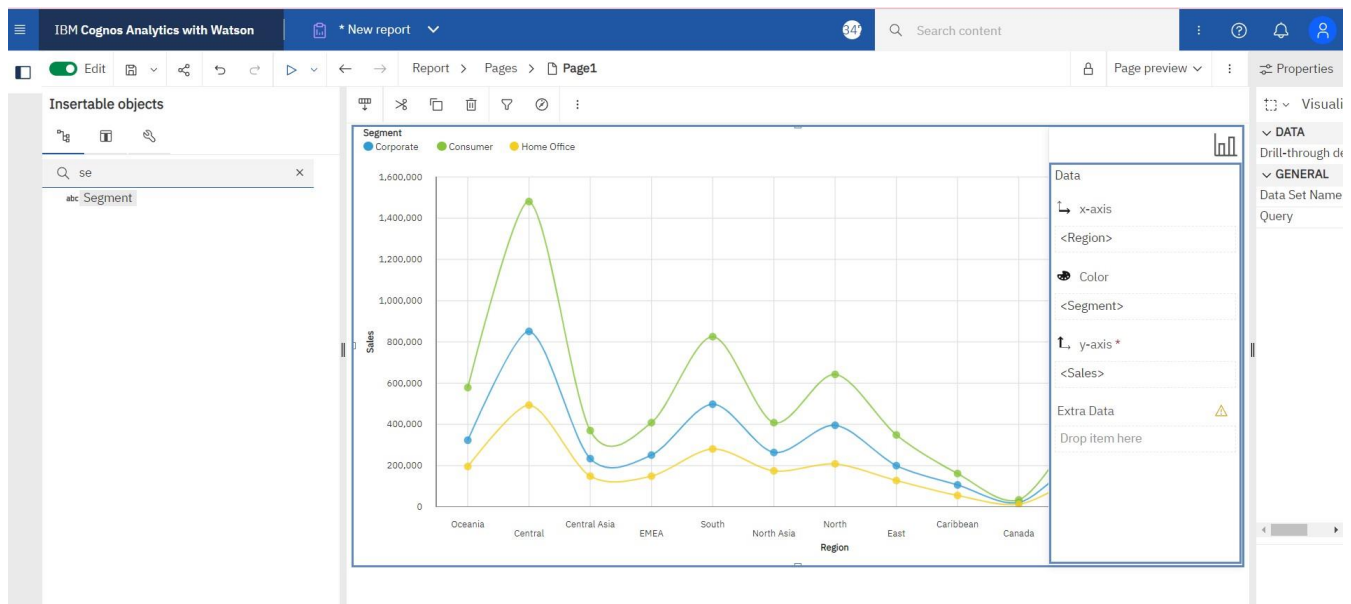 IBM Cognos Analytics with Watson
* New report
Search content
Edit
Report > Pages > Page1
Page preview
Properties
Insertable objects
se
abc Segment
Segment
Corporate Consumer Home Office
1,600,000
1,400,000
1,200,000
1,000,000
800,000
600,000
400,000
200,000
0
Sales
Oceania Central Central Asia EMEA South North Asia North East Caribbean Canada
Region
Data
x-axis
<Region>
Color
<Segment>
y-axis *
<Sales>
Extra Data
Drop item here
Visuali
DATA
Drill-through de
GENERAL
Data Set Name
Query